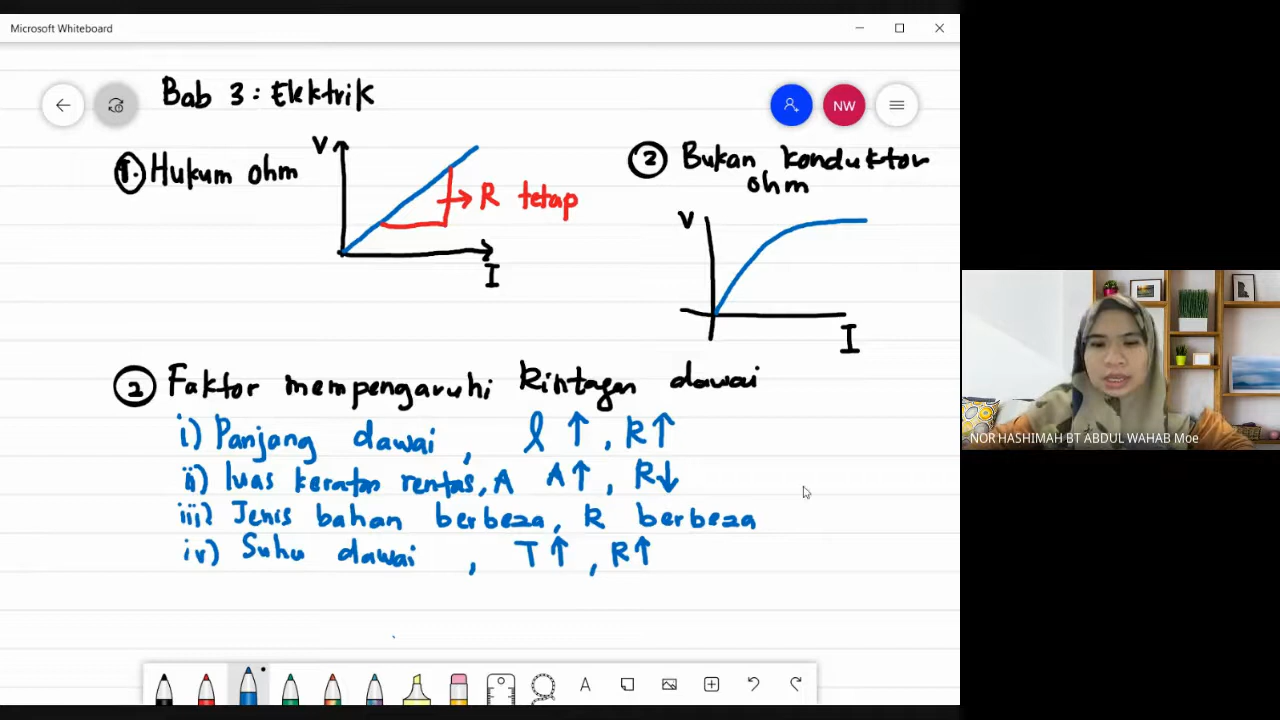 Microsoft Whiteboard
Bab 3: Elektrik
NW
1. Hukum ohm
V
R tetap
I
2 Bukan konduktor
ohm
V
I
2 Faktor mempengaruhi Rintagan dawai
i) Panjang dawai, l ↑, R↑
ii) luas keratan rentas, A A↑, R↓
iii) Jenis bahan berbeza, R berbeza
iv) Suhu dawai, T↑, R↑
NOR HASHIMAH BT ABDUL WAHAB Moe
A